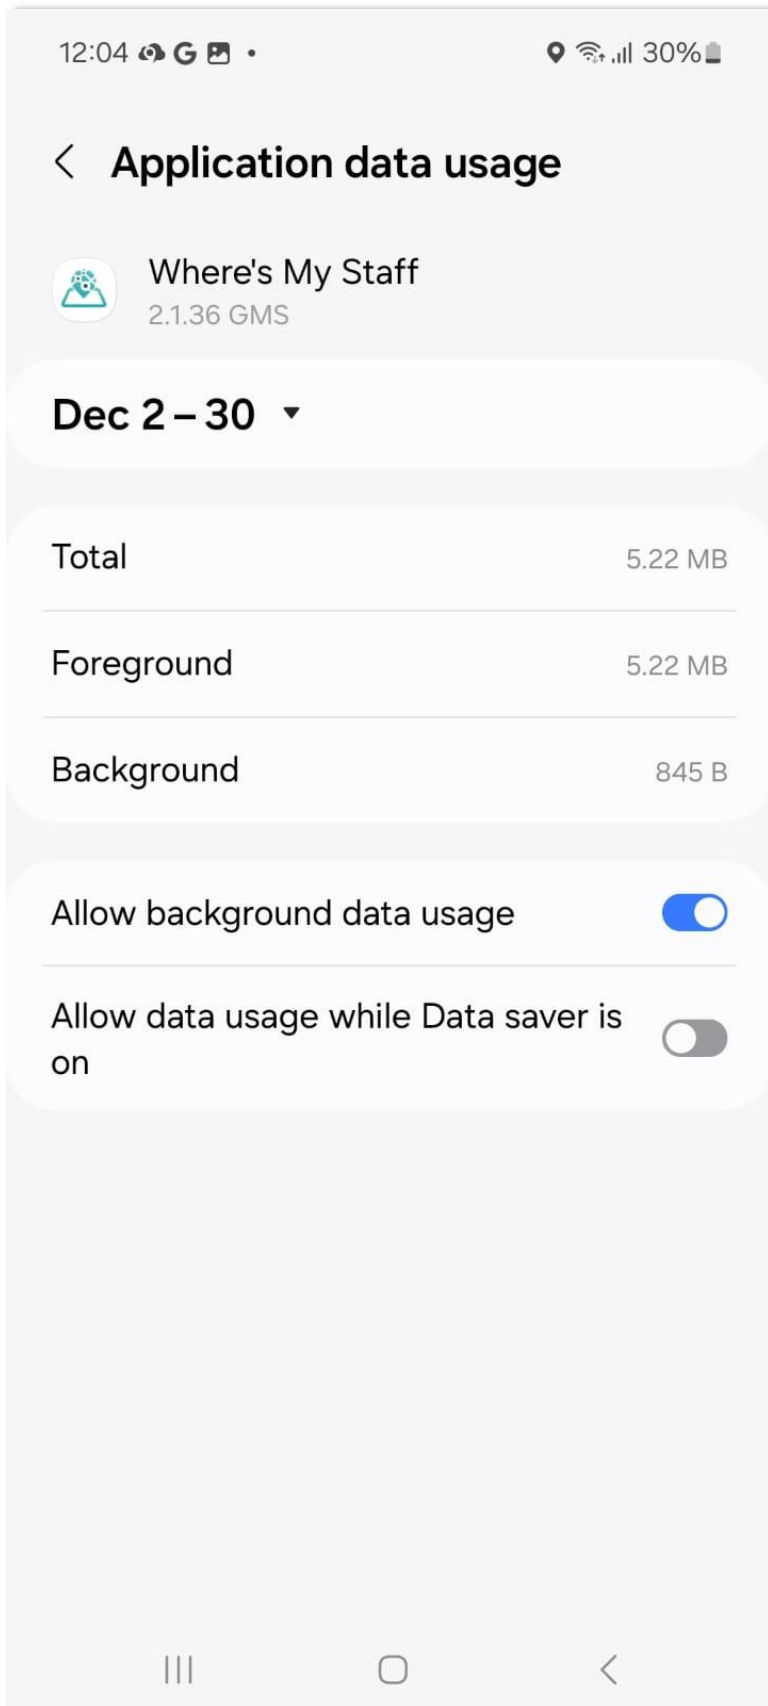 12:04 G 30%
Application data usage
Where's My Staff
2.1.36 GMS
Dec 2 – 30
Total 5.22 MB
Foreground 5.22 MB
Background 845 B
Allow background data usage
Allow data usage while Data saver is
on